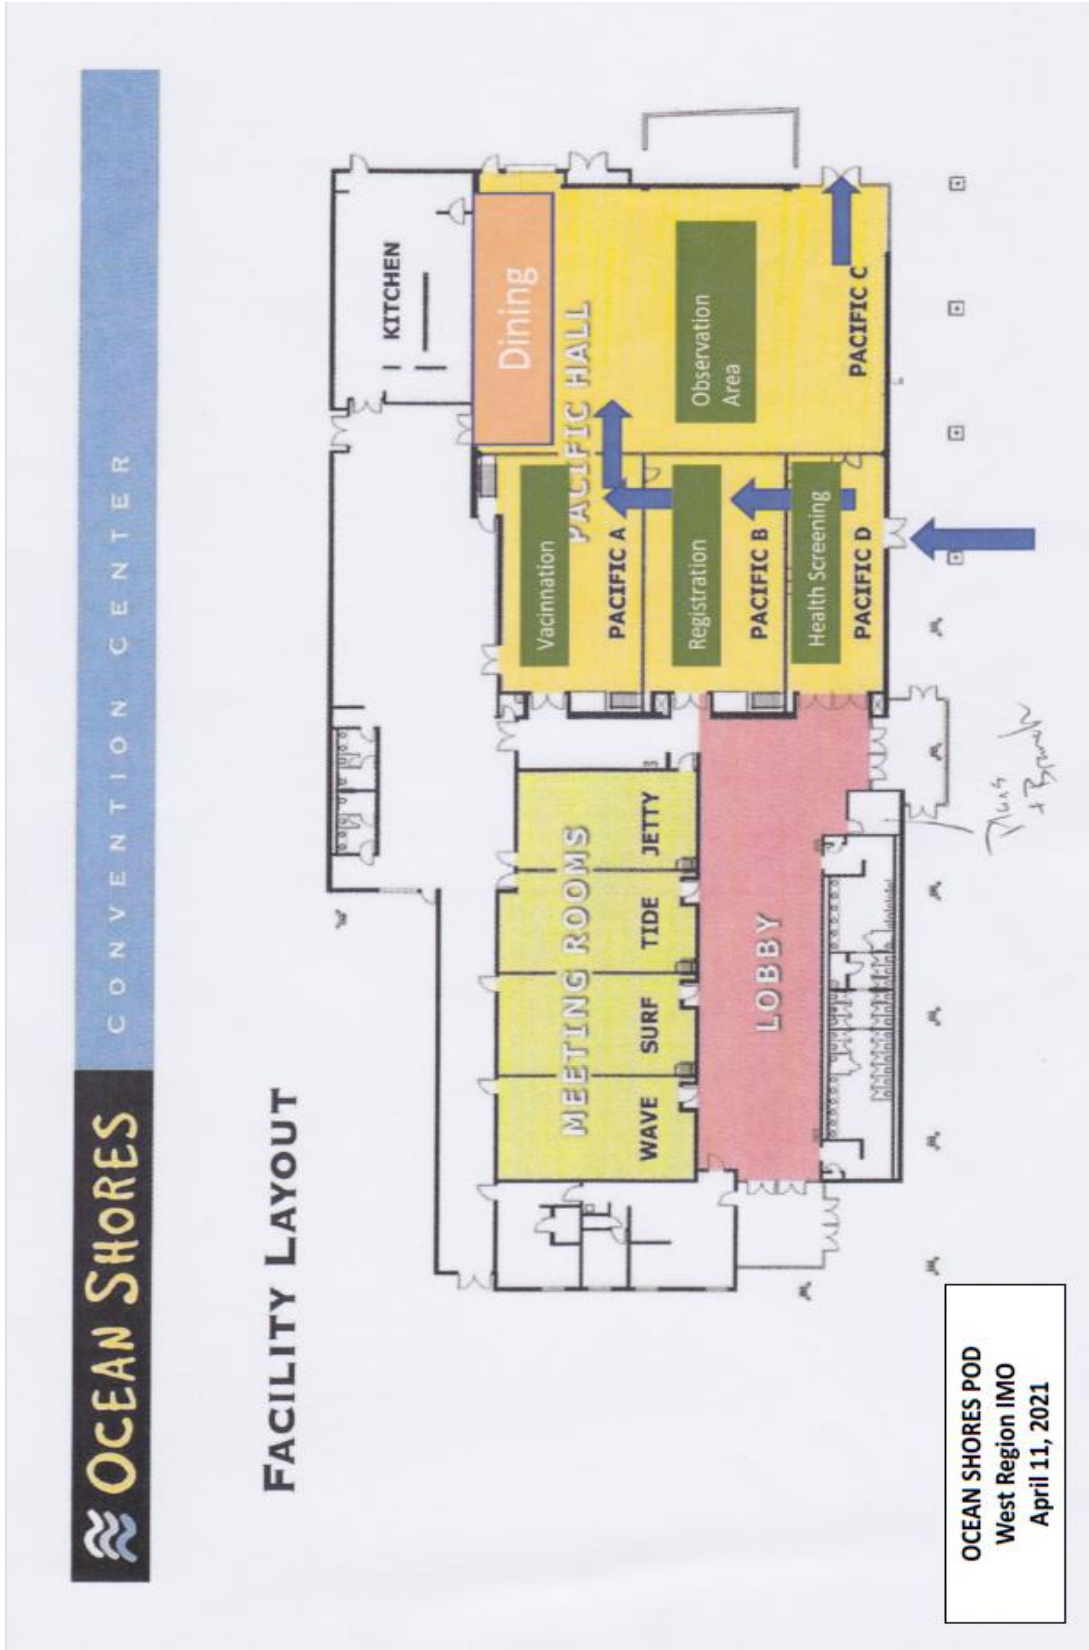 OCEAN SHORES
CONVENTION CENTER
FACILITY LAYOUT
KITCHEN
Dining
PACIFIC HALL
Vacinnation
PACIFIC A
Observation
Area
Registration
PACIFIC B
Health Screening
PACIFIC D
PACIFIC C
MEETING ROOMS
WAVE
SURF
TIDE
JETTY
LOBBY
OCEAN SHORES POD
West Region IMO
April 11, 2021